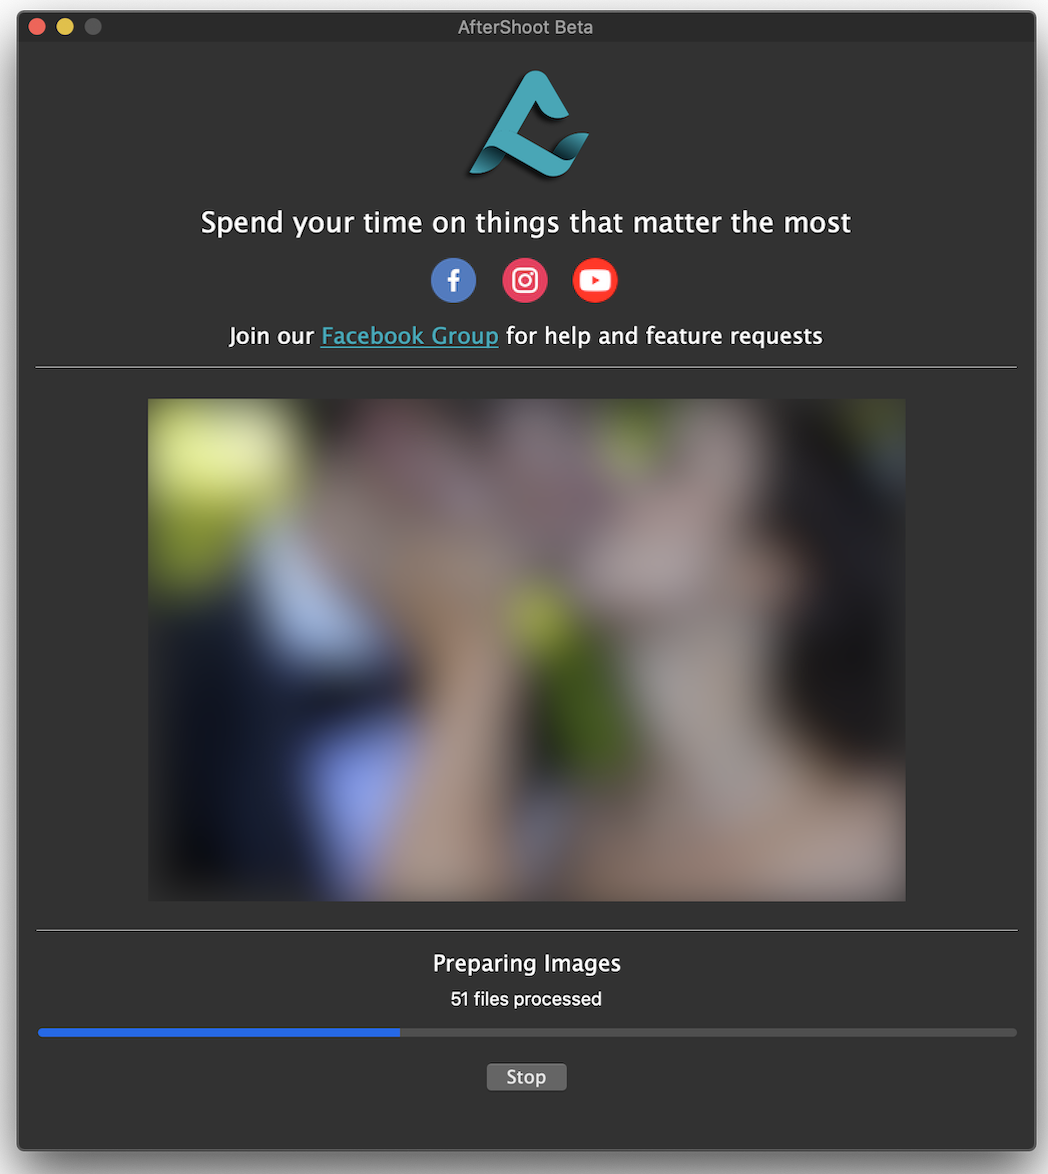 AfterShoot Beta
Spend your time on things that matter the most
Join our Facebook Group for help and feature requests
Preparing Images
51 files processed
Stop